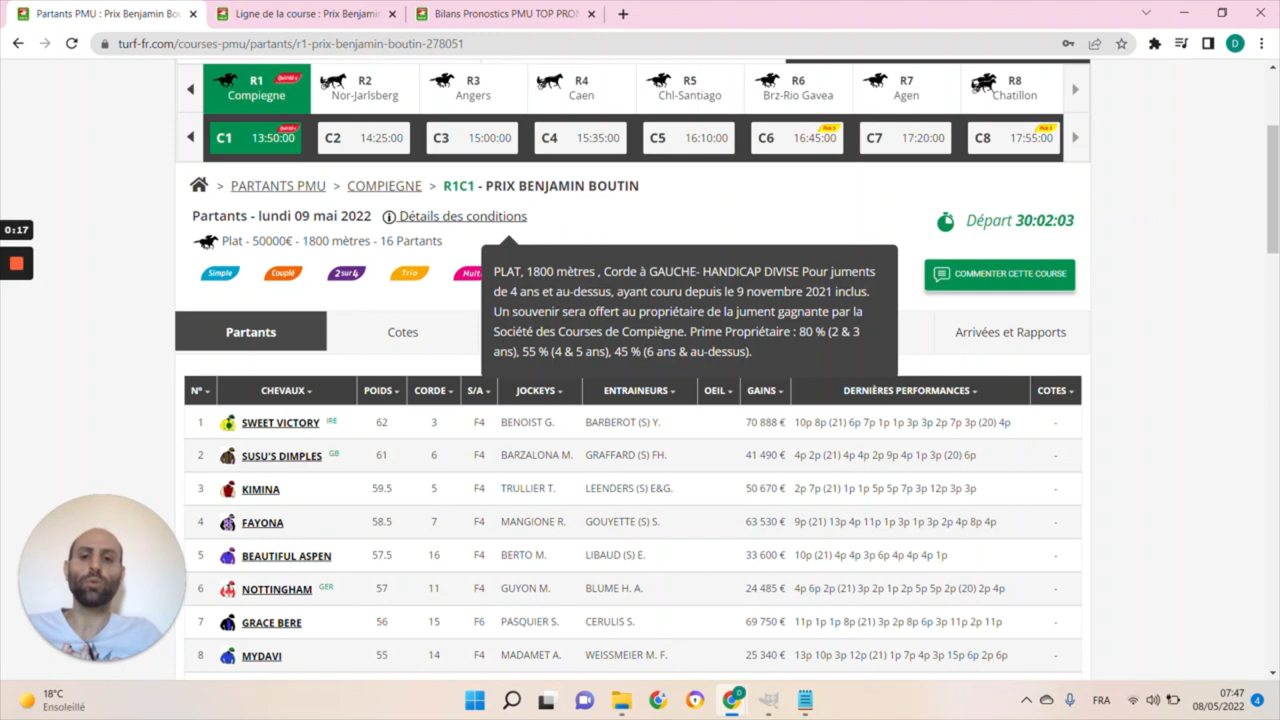 Partants PMU : Prix Benjamin Bou
Ligne de la course : Prix Benjamin
Bilans Pronostics PMU TOP PRON
turf-fr.com/courses-pmu/partants/r1-prix-benjamin-boutin-278051
D
R1 Quinté+
Compiegne
R2
Nor-Jarlsberg
R3
Angers
R4
Caen
R5
Chl-Santiago
R6
Brz-Rio Gavea
R7
Agen
R8
Chatillon
C1 13:50:00 Quinté+
C2 14:25:00
C3 15:00:00
C4 15:35:00
C5 16:10:00
C6 16:45:00
C7 17:20:00
C8 17:55:00
> PARTANTS PMU > COMPIEGNE > R1C1 - PRIX BENJAMIN BOUTIN
Partants - lundi 09 mai 2022 Détails des conditions
Départ 30:02:03
0:17
Plat - 50000€ - 1800 mètres - 16 Partants
Simple Couplé 2sur4 Trio Mult
PLAT, 1800 mètres , Corde à GAUCHE- HANDICAP DIVISE Pour juments
de 4 ans et au-dessus, ayant couru depuis le 9 novembre 2021 inclus.
Un souvenir sera offert au propriétaire de la jument gagnante par la
Société des Courses de Compiègne. Prime Propriétaire : 80 % (2 & 3
ans), 55 % (4 & 5 ans), 45 % (6 ans & au-dessus).
COMMENTER CETTE COURSE
Partants Cotes Arrivées et Rapports
N° CHEVAUX POIDS CORDE S/A JOCKEYS ENTRAINEURS OEIL GAINS DERNIÈRES PERFORMANCES COTES
1 SWEET VICTORY IRE 62 3 F4 BENOIST G. BARBEROT (S) Y. 70 888 € 10p 8p (21) 6p 7p 1p 1p 3p 3p 2p 7p 3p (20) 4p -
2 SUSU'S DIMPLES GB 61 6 F4 BARZALONA M. GRAFFARD (S) FH. 41 490 € 4p 2p (21) 4p 4p 2p 9p 4p 1p 3p (20) 6p -
3 KIMINA 59.5 5 F4 TRULLIER T. LEENDERS (S) E&G. 50 670 € 2p 7p (21) 1p 1p 5p 5p 7p 3p 12p 3p 3p -
4 FAYONA 58.5 7 F4 MANGIONE R. GOUYETTE (S) S. 63 530 € 9p (21) 13p 4p 11p 1p 3p 1p 3p 2p 4p 8p 4p -
5 BEAUTIFUL ASPEN 57.5 16 F4 BERTO M. LIBAUD (S) E. 33 600 € 10p (21) 4p 4p 3p 6p 4p 4p 4p 1p -
6 NOTTINGHAM GER 57 11 F4 GUYON M. BLUME H. A. 24 485 € 4p 6p 2p (21) 3p 2p 1p 2p 5p 5p 2p (20) 2p 4p -
7 GRACE BERE 56 15 F6 PASQUIER S. CERULIS S. 69 750 € 11p 1p 1p 8p (21) 3p 2p 8p 6p 3p 11p 2p 11p -
8 MYDAVI 55 14 F4 MADAMET A. WEISSMEIER M. F. 25 340 € 13p 10p 3p 12p (21) 1p 7p 4p 3p 15p 6p 2p 6p -
18°C
Ensoleillé
D
FRA
07:47
08/05/2022
4